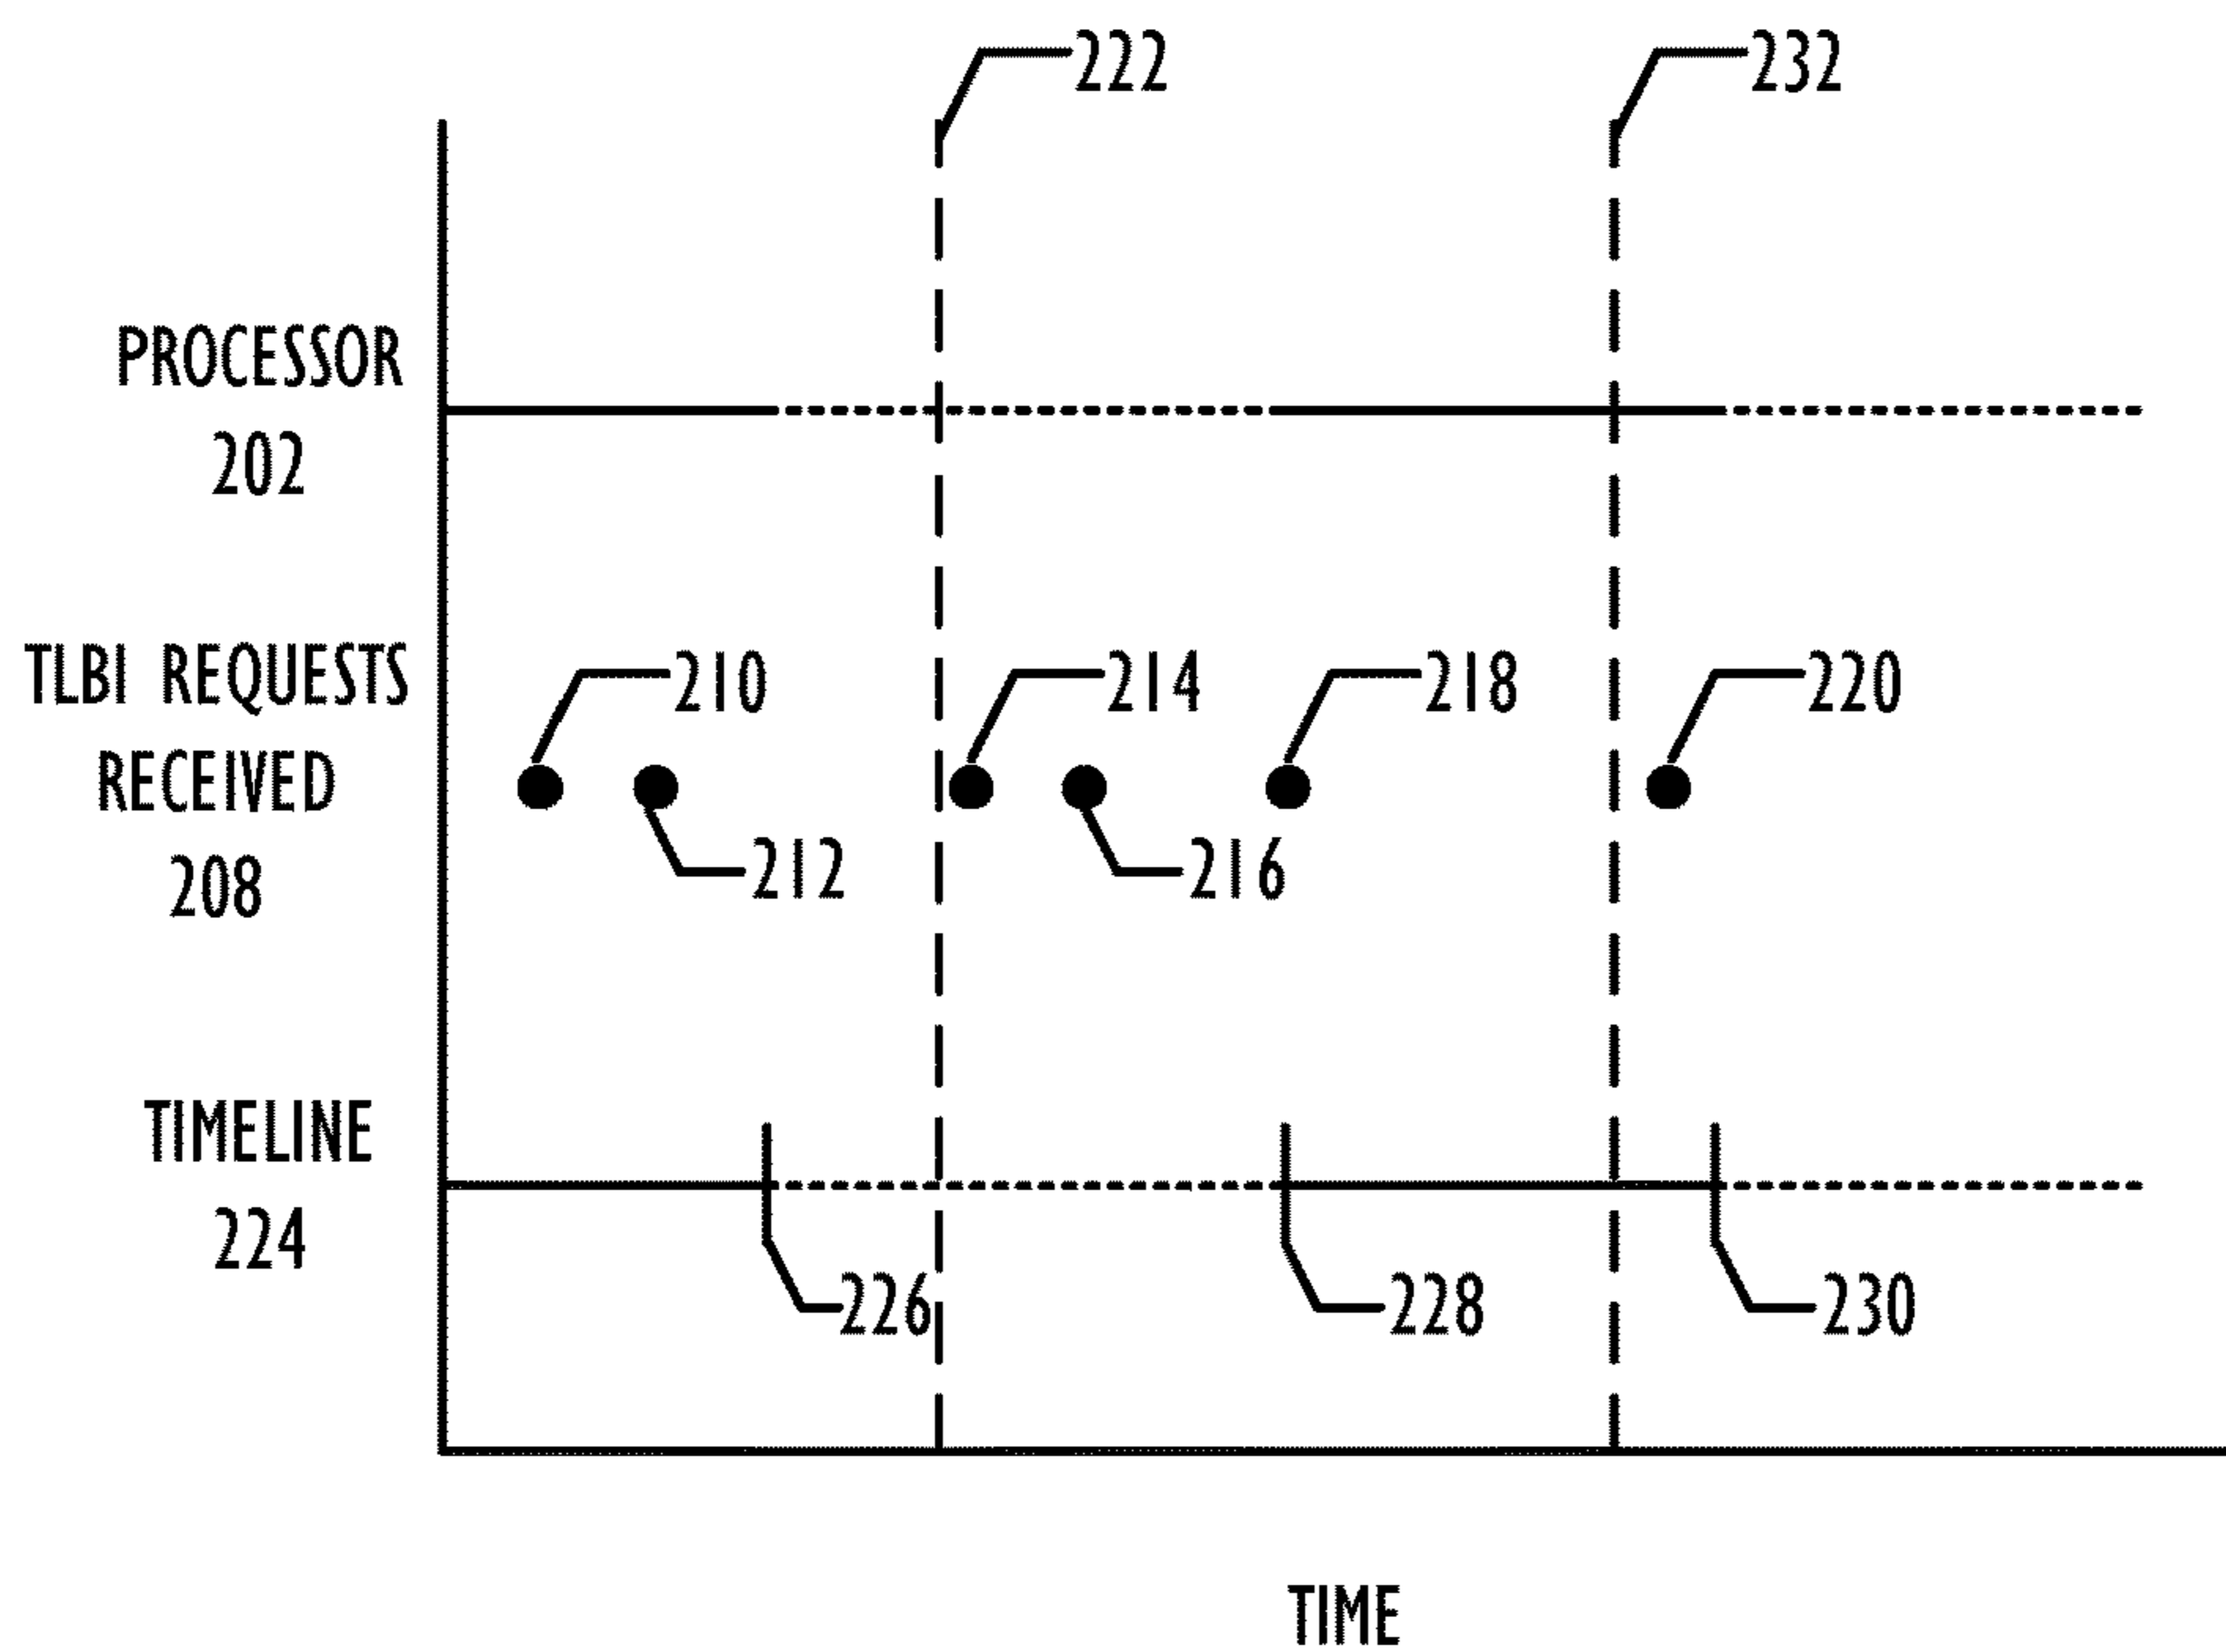 222
232
PROCESSOR
202
TLBI REQUESTS
RECEIVED
208
210
214
218
220
212
216
TIMELINE
224
226
228
230
TIME